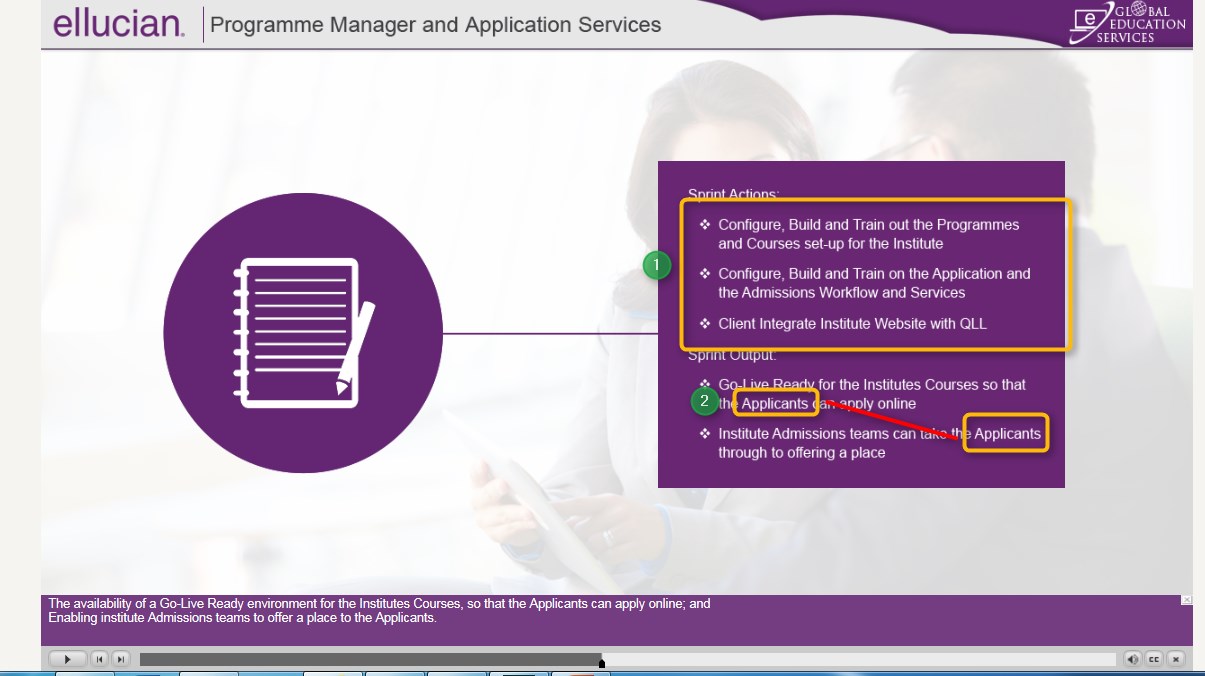 ellucian.
Programme Manager and Application Services
e GLOBAL
EDUCATION
SERVICES
Sprint Actions:
❖ Configure, Build and Train out the Programmes
and Courses set-up for the Institute
1
❖ Configure, Build and Train on the Application and
the Admissions Workflow and Services
❖ Client Integrate Institute Website with QLL
Sprint Output:
❖ Go-Live Ready for the Institutes Courses so that
2
the Applicants can apply online
❖ Institute Admissions teams can take the Applicants
through to offering a place
The availability of a Go-Live Ready environment for the Institutes Courses, so that the Applicants can apply online; and
Enabling institute Admissions teams to offer a place to the Applicants.
CC